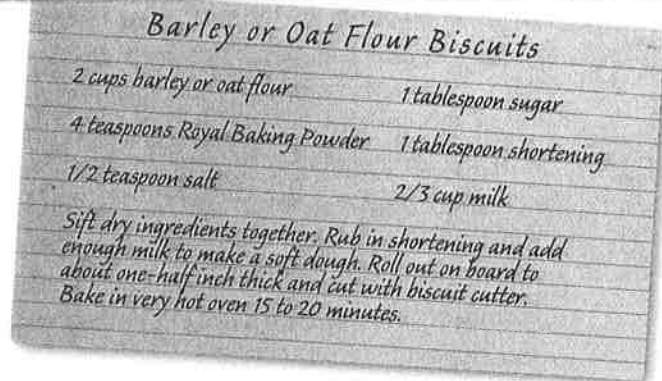 Barley or Oat Flour Biscuits
2 cups barley or oat flour
1 tablespoon sugar
4 teaspoons Royal Baking Powder
1 tablespoon shortening
1/2 teaspoon salt
2/3 cup milk
Sift dry ingredients together. Rub in shortening and add
enough milk to make a soft dough. Roll out on board to
about one-half inch thick and cut with biscuit cutter.
Bake in very hot oven 15 to 20 minutes.